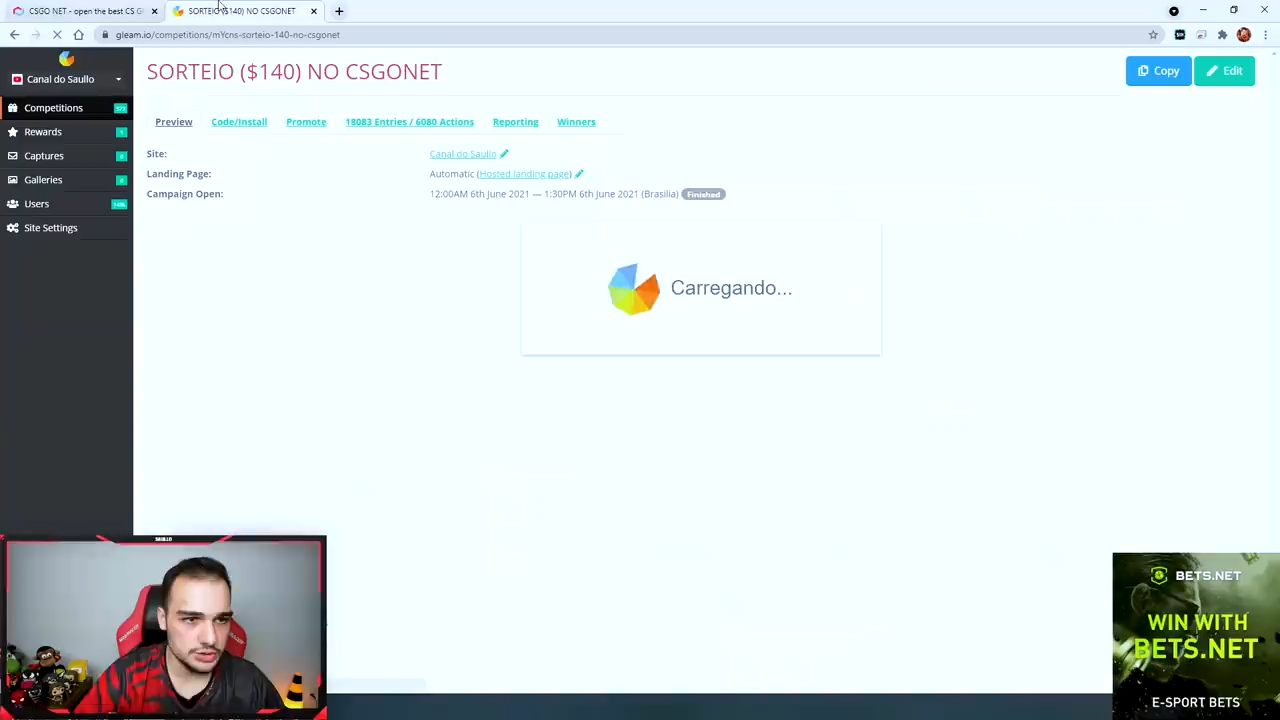 CSGO NET - open the best CS G
SORTEIO ($140) NO CSGONET
gleam.io/competitions/mYcns-sorteio-140-no-csgonet
Canal do Saullo
Competitions
Rewards
1
Captures
Galleries
Users
Site Settings
SORTEIO ($140) NO CSGONET
Copy
Edit
Preview
Code/Install
Promote
18083 Entries / 6080 Actions
Reporting
Winners
Site:
Canal do Saullo
Landing Page:
Automatic (Hosted landing page)
Campaign Open:
12:00AM 6th June 2021 — 1:30PM 6th June 2021 (Brasilia) Finished
Carregando...
BETS.NET
WIN WITH
BETS.NET
E-SPORT BETS